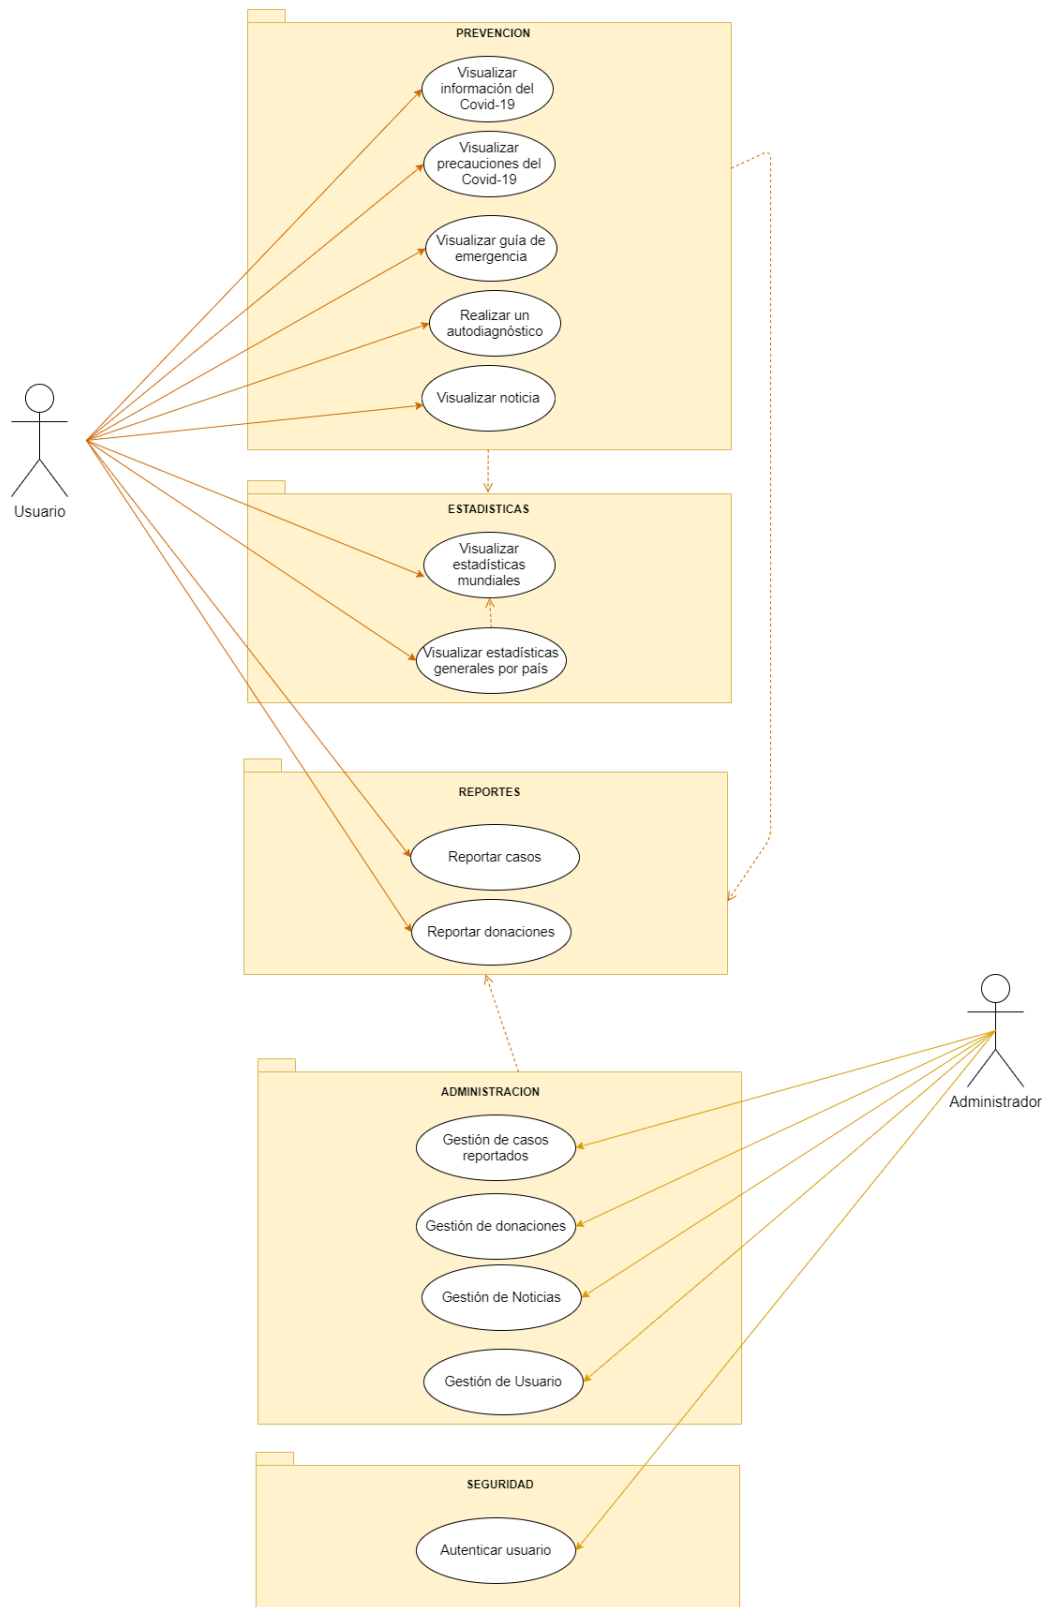 PREVENCION
Visualizar
información del
Covid-19
Visualizar
precauciones del
Covid-19
Visualizar guía de
emergencia
Realizar un
autodiagnóstico
Visualizar noticia
Usuario
ESTADISTICAS
Visualizar
estadísticas
mundiales
Visualizar estadísticas
generales por país
REPORTES
Reportar casos
Reportar donaciones
Administrador
ADMINISTRACION
Gestión de casos
reportados
Gestión de donaciones
Gestión de Noticias
Gestión de Usuario
SEGURIDAD
Autenticar usuario